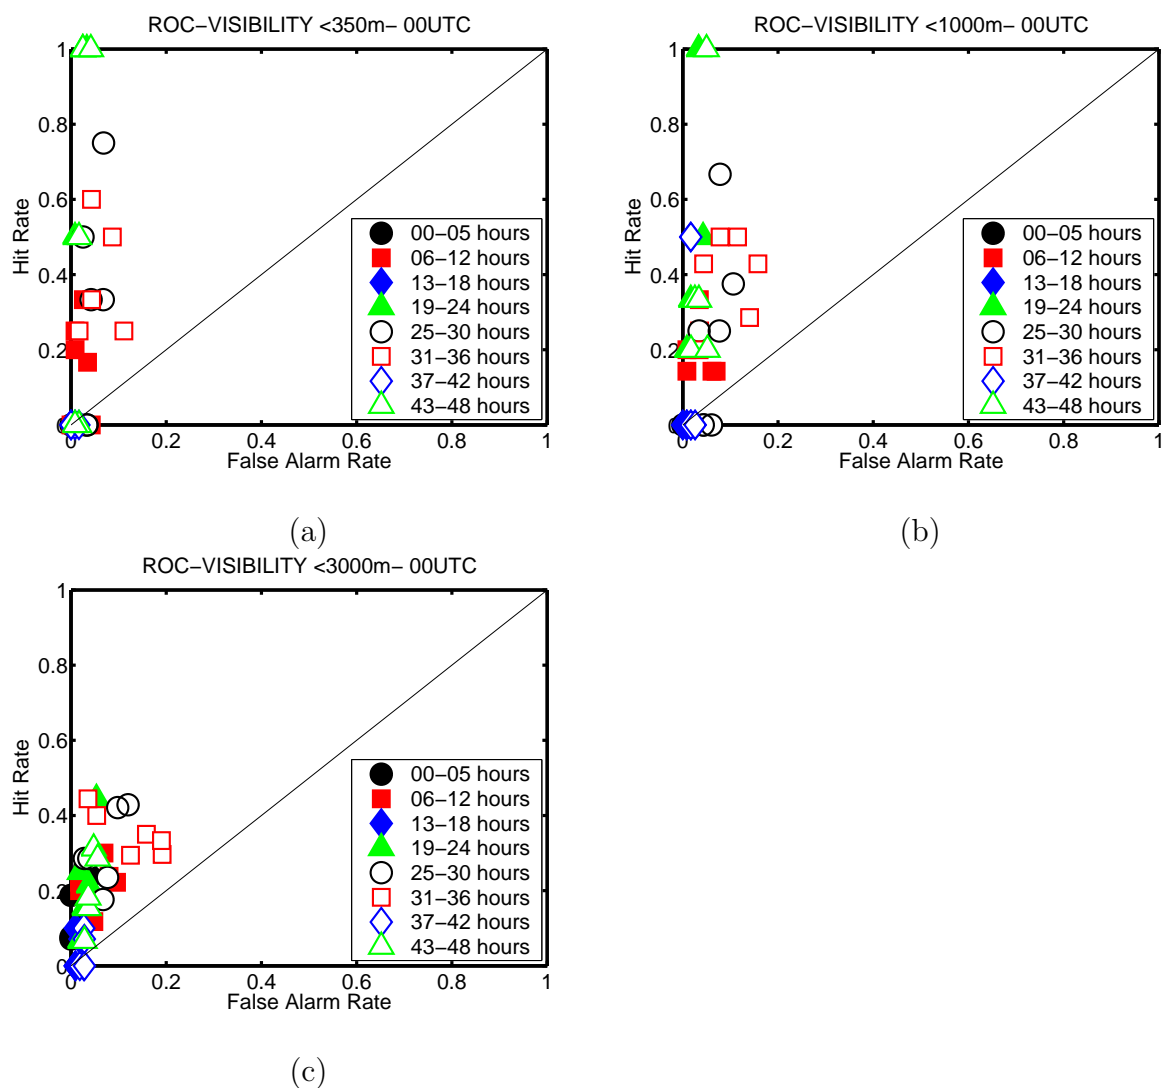 ROC−VISIBILITY <350m− 00UTC
1
0.8
0.6
0.4
0.2
0
Hit Rate
0 0.2 0.4 0.6 0.8 1
False Alarm Rate
00−05 hours
06−12 hours
13−18 hours
19−24 hours
25−30 hours
31−36 hours
37−42 hours
43−48 hours
(a)
ROC−VISIBILITY <1000m− 00UTC
1
0.8
0.6
0.4
0.2
0
Hit Rate
0 0.2 0.4 0.6 0.8 1
False Alarm Rate
00−05 hours
06−12 hours
13−18 hours
19−24 hours
25−30 hours
31−36 hours
37−42 hours
43−48 hours
(b)
ROC−VISIBILITY <3000m− 00UTC
1
0.8
0.6
0.4
0.2
0
Hit Rate
0 0.2 0.4 0.6 0.8 1
False Alarm Rate
00−05 hours
06−12 hours
13−18 hours
19−24 hours
25−30 hours
31−36 hours
37−42 hours
43−48 hours
(c)